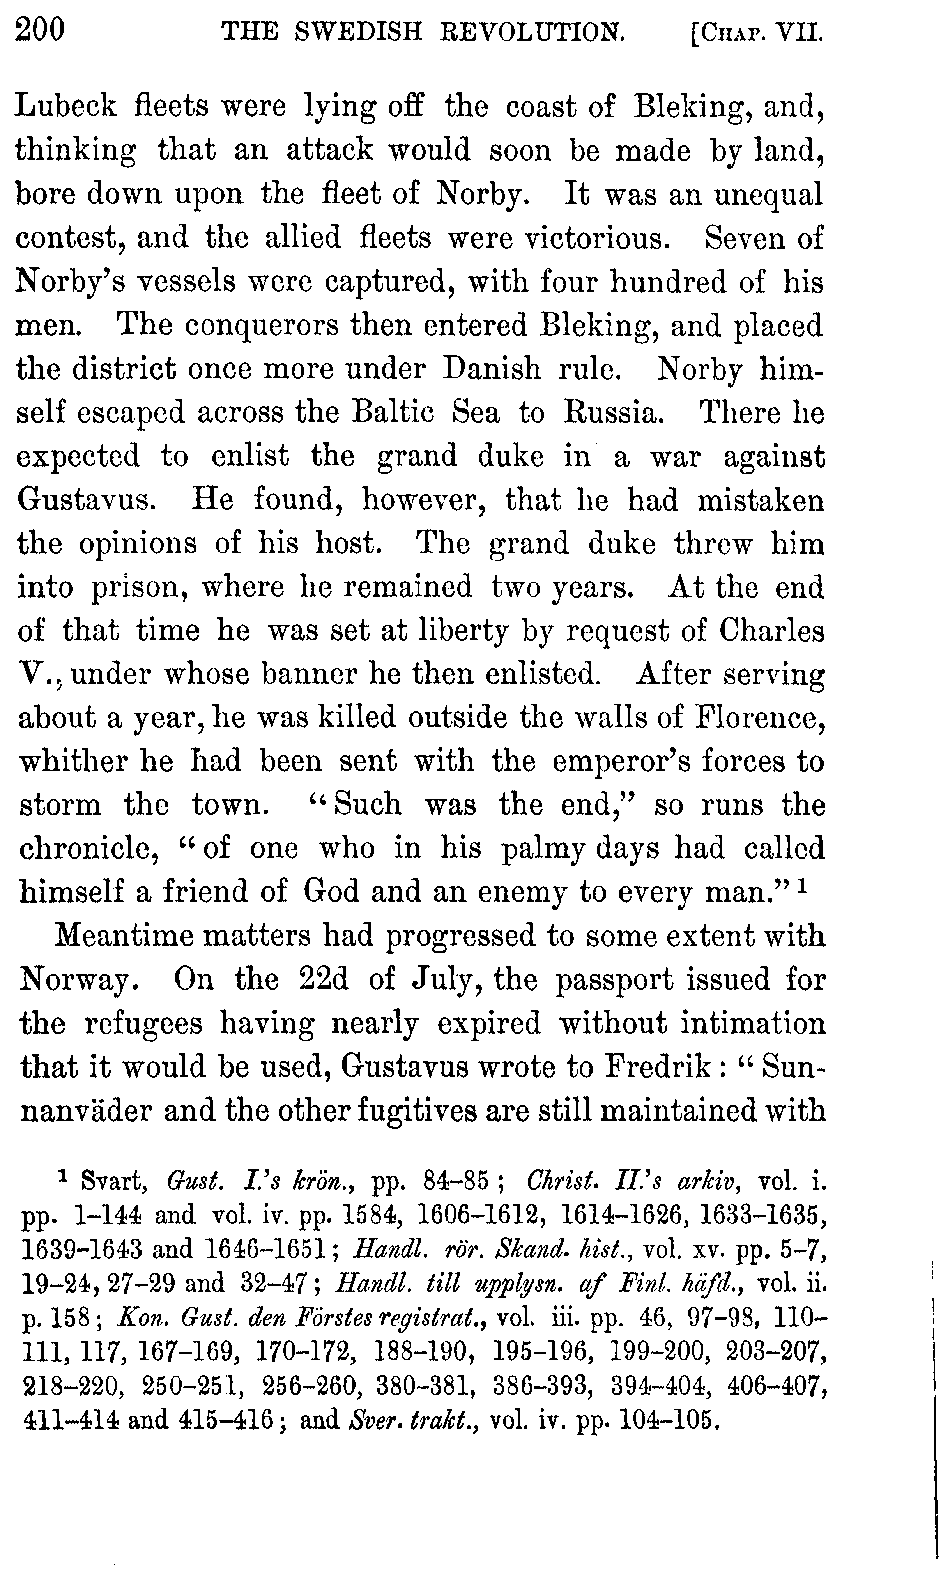 200 THE SWEDISH REVOLUTION. [CHAP. VII.
Lubeck fleets were lying off the coast of Bleking, and,
thinking that an attack would soon be made by land,
bore down upon the fleet of Norby. It was an unequal
contest, and the allied fleets were victorious. Seven of
Norby's vessels were captured, with four hundred of his
men. The conquerors then entered Bleking, and placed
the district once more under Danish rule. Norby him-
self escaped across the Baltic Sea to Russia. There he
expected to enlist the grand duke in a war against
Gustavus. He found, however, that he had mistaken
the opinions of his host. The grand duke threw him
into prison, where he remained two years. At the end
of that time he was set at liberty by request of Charles
V., under whose banner he then enlisted. After serving
about a year, he was killed outside the walls of Florence,
whither he had been sent with the emperor's forces to
storm the town. "Such was the end," so runs the
chronicle, "of one who in his palmy days had called
himself a friend of God and an enemy to every man." 1
Meantime matters had progressed to some extent with
Norway. On the 22d of July, the passport issued for
the refugees having nearly expired without intimation
that it would be used, Gustavus wrote to Fredrik: "Sun-
nanväder and the other fugitives are still maintained with
1 Svart, Gust. I.'s krön., pp. 84–85; Christ. II.'s arkiv, vol. i.
pp. 1–144 and vol. iv. pp. 1584, 1606–1612, 1614–1626, 1633–1635,
1639–1643 and 1646–1651; Handl. rör. Skand. hist., vol. xv. pp. 5–7,
19–24, 27–29 and 32–47; Handl. till upplysn. af Finl. häfd., vol. ii.
p. 158; Kon. Gust. den Förstes registrat., vol. iii. pp. 46, 97–98, 110–
111, 117, 167–169, 170–172, 188–190, 195–196, 199–200, 203–207,
218–220, 250–251, 256–260, 380–381, 386–393, 394–404, 406–407,
411–414 and 415–416; and Sver. trakt., vol. iv. pp. 104–105.